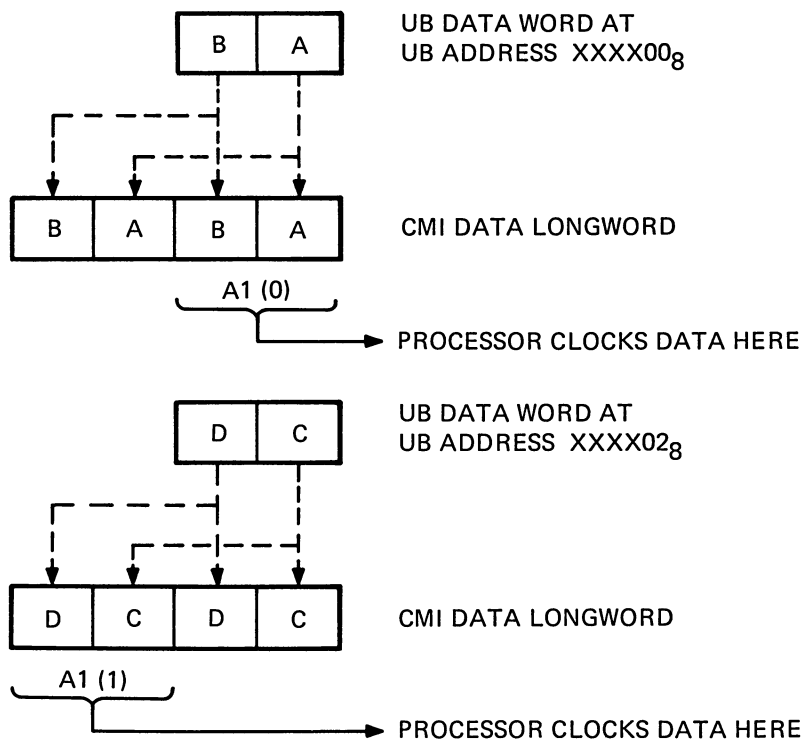 B A
UB DATA WORD AT
UB ADDRESS XXXX00₈
B A B A
CMI DATA LONGWORD
A1 (0)
PROCESSOR CLOCKS DATA HERE
D C
UB DATA WORD AT
UB ADDRESS XXXX02₈
D C D C
CMI DATA LONGWORD
A1 (1)
PROCESSOR CLOCKS DATA HERE